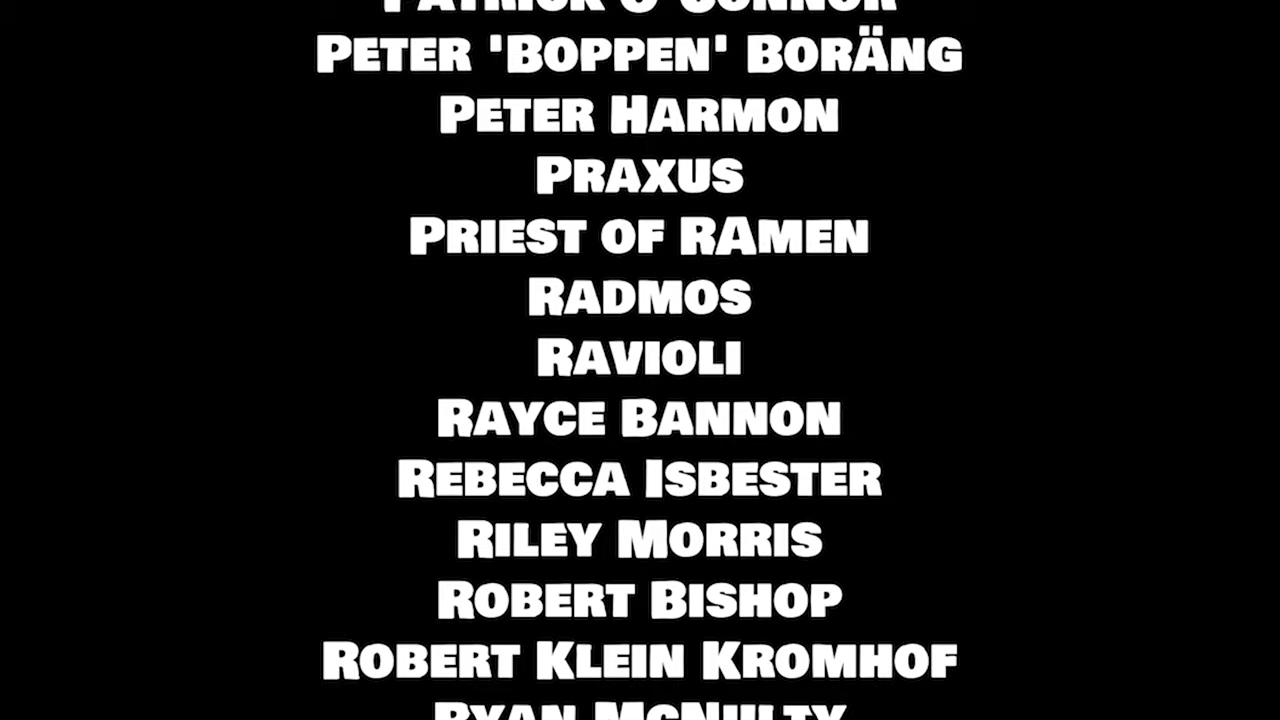 Patrick O'Connor
Peter 'Boppen' Boräng
Peter Harmon
Praxus
Priest of RAmen
Radmos
Ravioli
Rayce Bannon
Rebecca Isbester
Riley Morris
Robert Bishop
Robert Klein Kromhof
Ryan McNulty